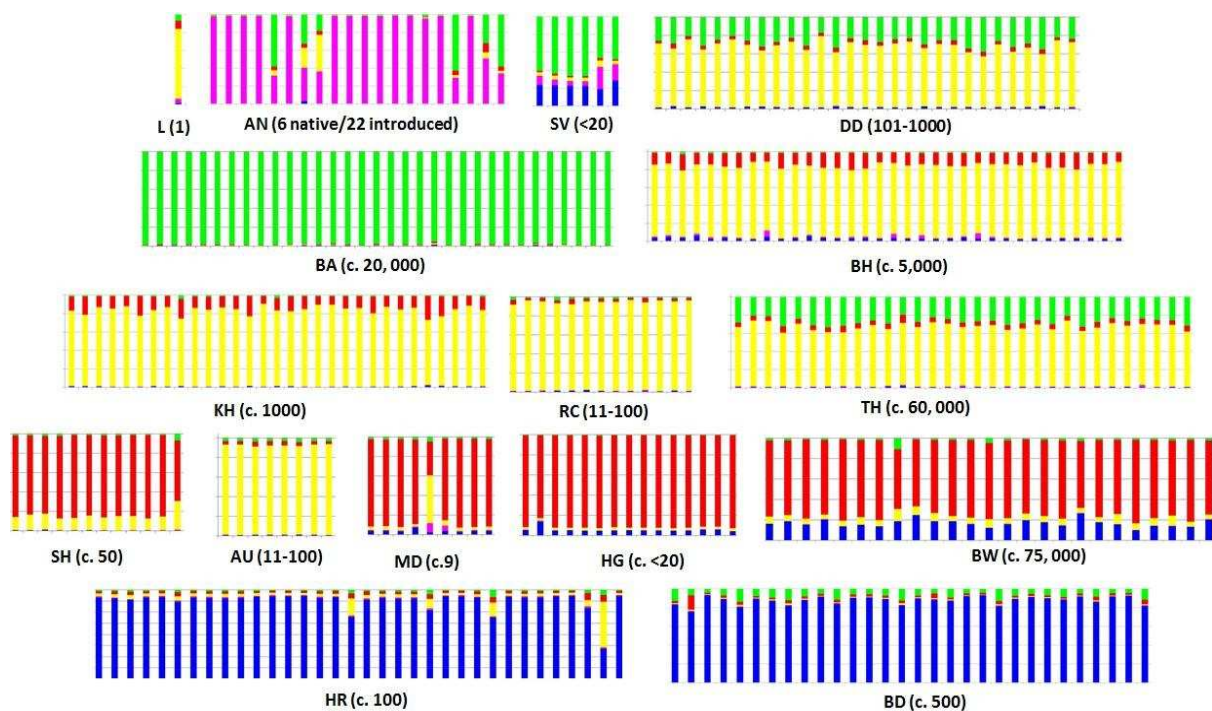 L (1)
AN (6 native/22 introduced)
SV (<20)
DD (101-1000)
BA (c. 20, 000)
BH (c. 5,000)
KH (c. 1000)
RC (11-100)
TH (c. 60, 000)
SH (c. 50)
AU (11-100)
MD (c.9)
HG (c. <20)
BW (c. 75, 000)
HR (c. 100)
BD (c. 500)